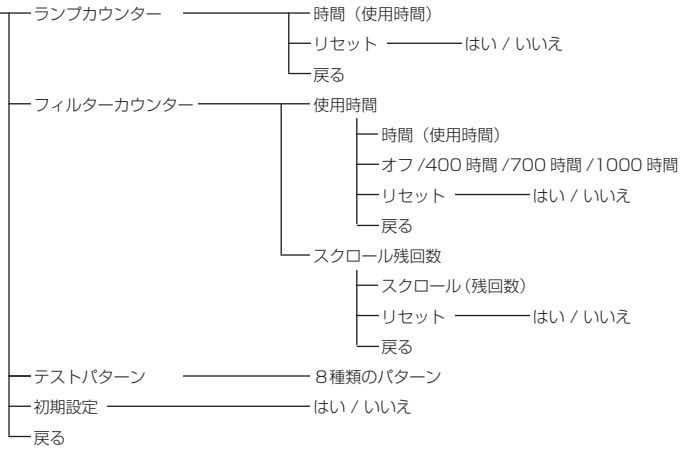 ランプカウンター 時間（使用時間）
リセット はい / いいえ
戻る
フィルターカウンター 使用時間
時間（使用時間）
オフ /400 時間 /700 時間 /1000 時間
リセット はい / いいえ
戻る
スクロール残回数
スクロール（残回数）
リセット はい / いいえ
戻る
テストパターン 8種類のパターン
初期設定 はい / いいえ
戻る